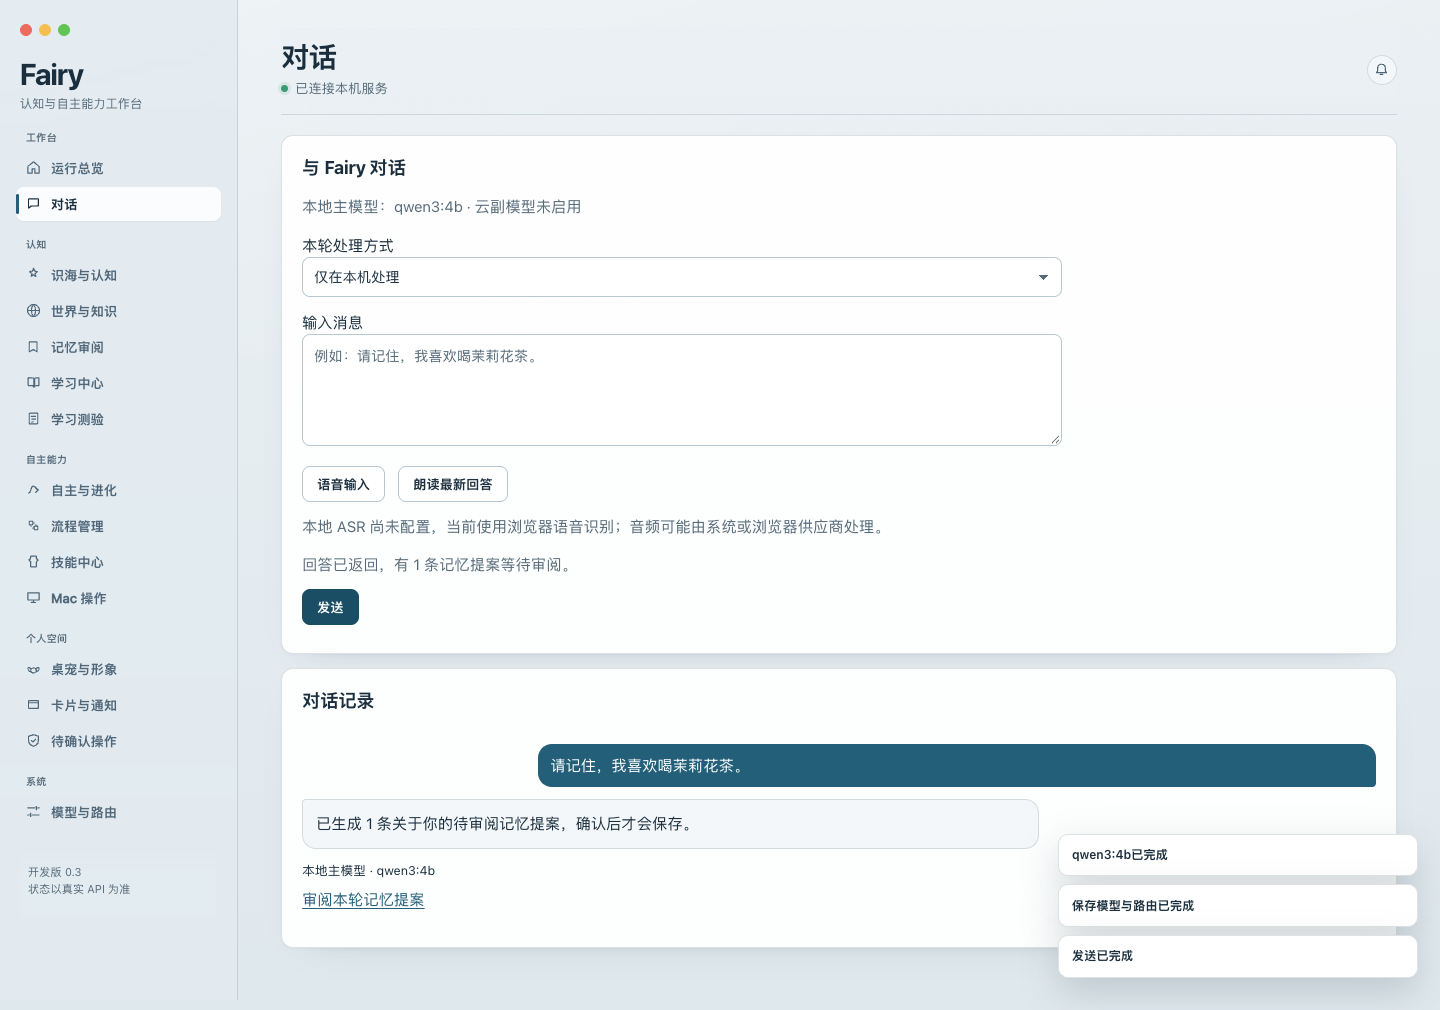 Fairy
认知与自主能力工作台
工作台
运行总览
对话
认知
识海与认知
世界与知识
记忆审阅
学习中心
学习测验
自主能力
自主与进化
流程管理
技能中心
Mac 操作
个人空间
桌宠与形象
卡片与通知
待确认操作
系统
模型与路由
开发版 0.3
状态以真实 API 为准
对话
已连接本机服务
与 Fairy 对话
本地主模型：qwen3:4b · 云副模型未启用
本轮处理方式
仅在本机处理
输入消息
例如：请记住，我喜欢喝茉莉花茶。
语音输入
朗读最新回答
本地 ASR 尚未配置，当前使用浏览器语音识别；音频可能由系统或浏览器供应商处理。
回答已返回，有 1 条记忆提案等待审阅。
发送
对话记录
请记住，我喜欢喝茉莉花茶。
已生成 1 条关于你的待审阅记忆提案，确认后才会保存。
本地主模型 · qwen3:4b
审阅本轮记忆提案
qwen3:4b已完成
保存模型与路由已完成
发送已完成